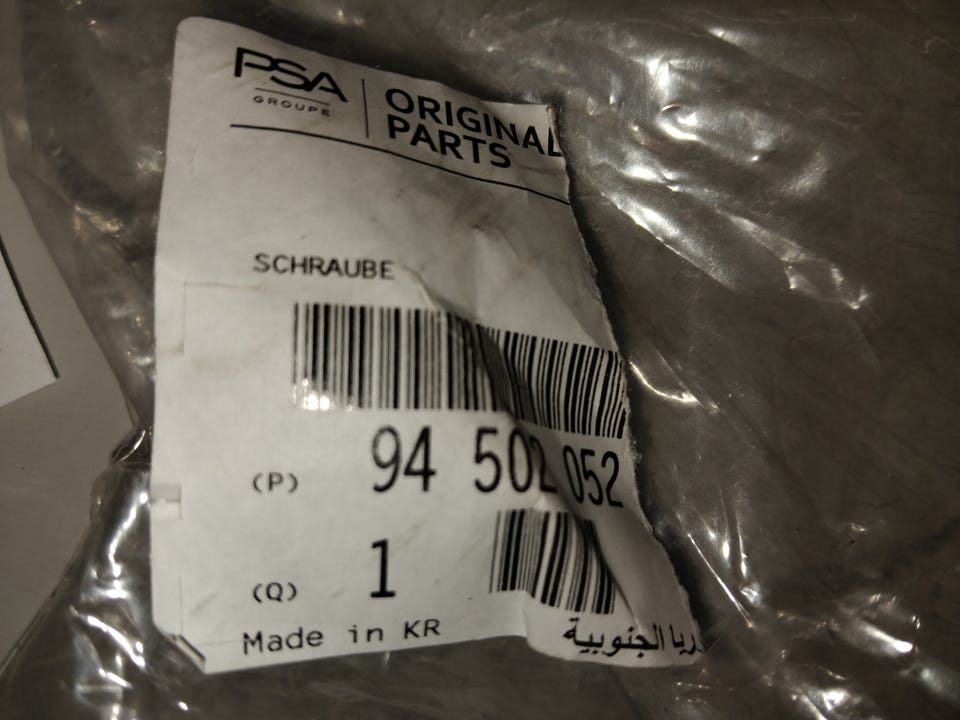 PSA
GROUPE
ORIGINAL
PARTS
SCHRAUBE
(P) 94 502 052
(Q) 1
Made in KR
ريا الجنوبية